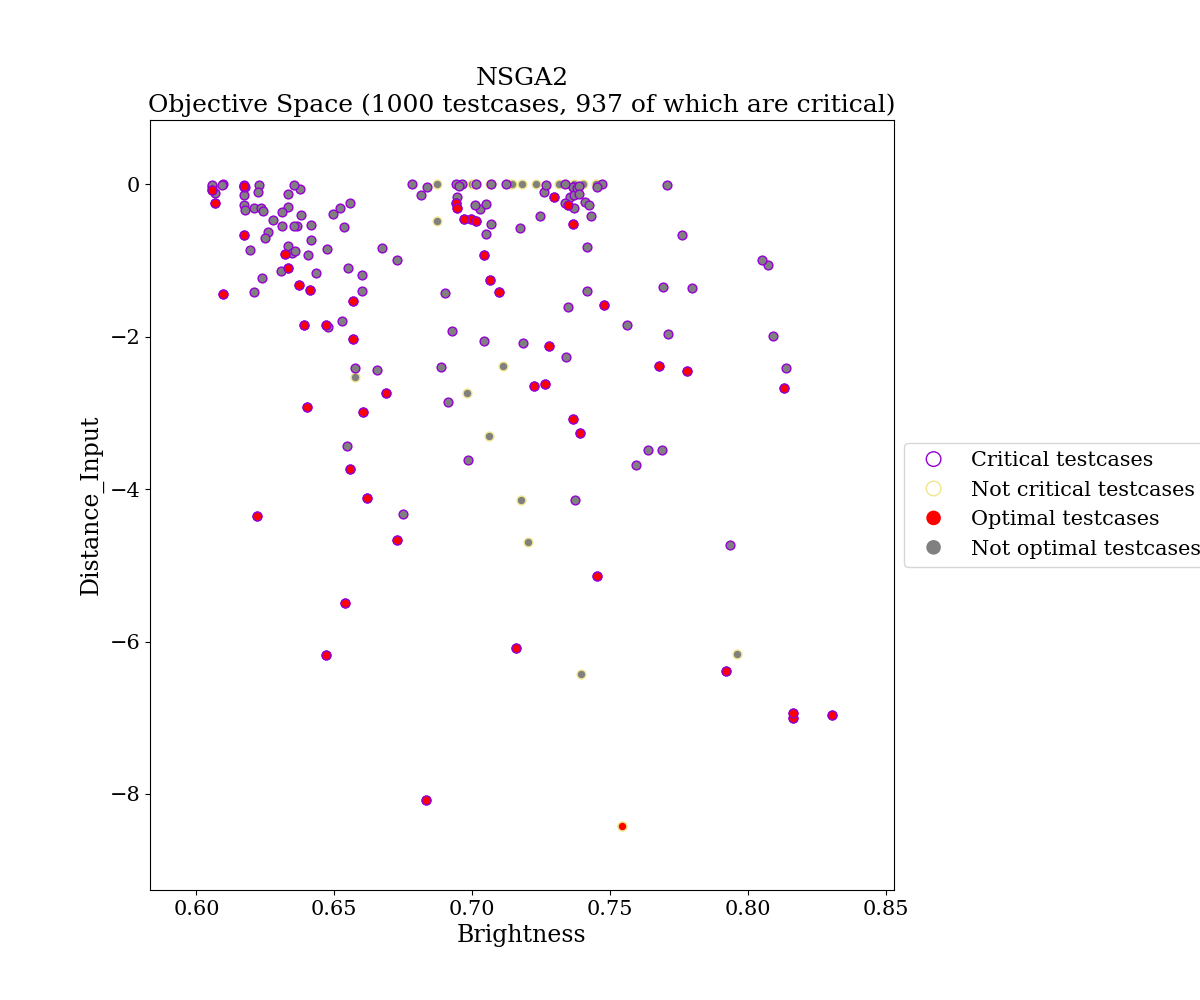 NSGA2
Objective Space (1000 testcases, 937 of which are critical)
Distance_Input
0
−2
−4
−6
−8
0.60
0.65
0.70
0.75
0.80
0.85
Brightness
Critical testcases
Not critical testcases
Optimal testcases
Not optimal testcases